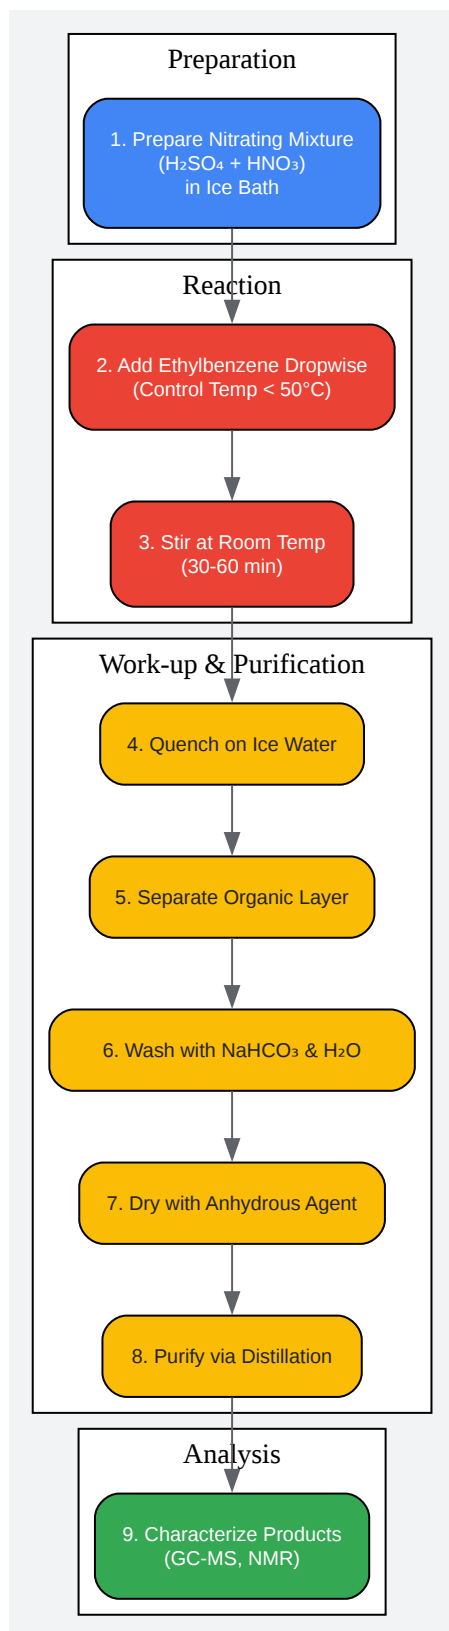 Preparation
1. Prepare Nitrating Mixture
(H₂SO₄ + HNO₃)
in Ice Bath
Reaction
2. Add Ethylbenzene Dropwise
(Control Temp < 50°C)
3. Stir at Room Temp
(30-60 min)
Work-up & Purification
4. Quench on Ice Water
5. Separate Organic Layer
6. Wash with NaHCO₃ & H₂O
7. Dry with Anhydrous Agent
8. Purify via Distillation
Analysis
9. Characterize Products
(GC-MS, NMR)